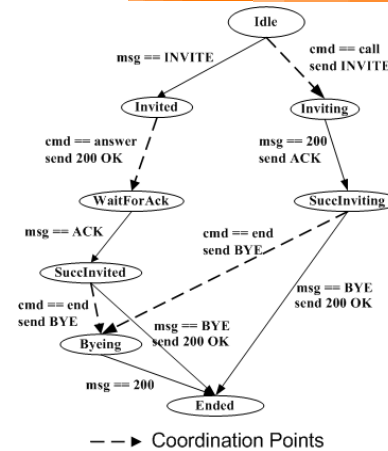 Idle
msg == INVITE
cmd == call
send INVITE
Invited
Inviting
cmd == answer
send 200 OK
msg == 200
send ACK
WaitForAck
SuccInviting
msg == ACK
cmd == end
send BYE
SuccInvited
cmd == end
send BYE
msg == BYE
send 200 OK
msg == BYE
send 200 OK
Byeing
msg == 200
Ended
Coordination Points